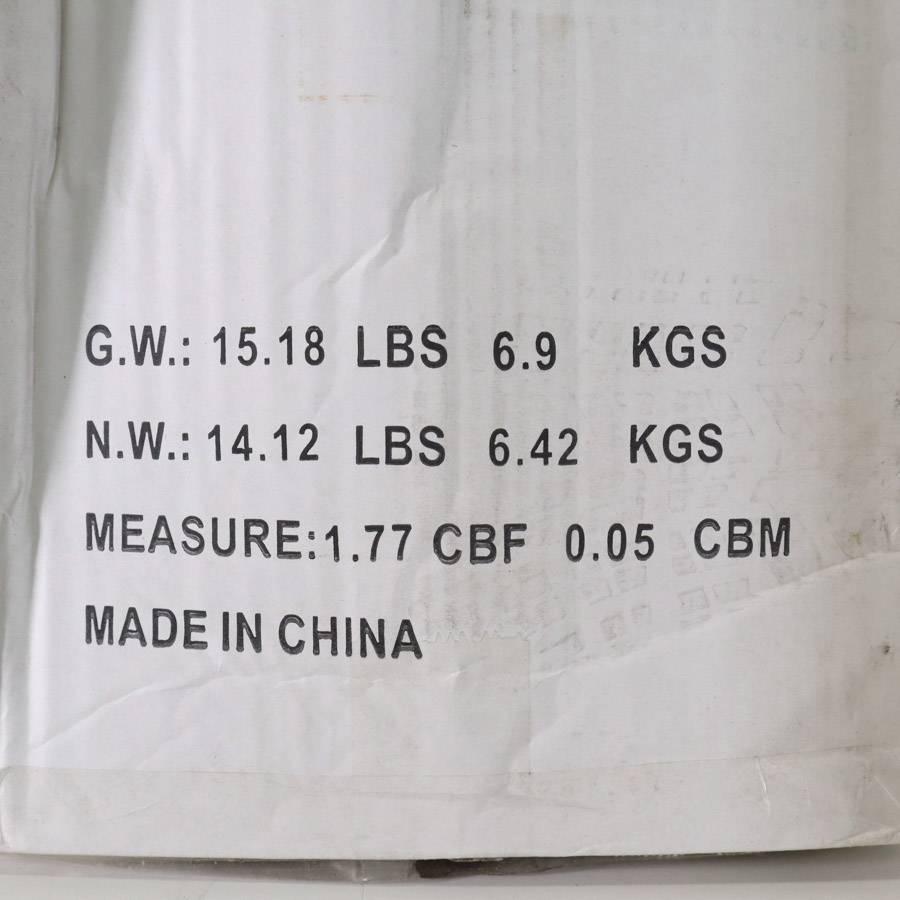 G.W.: 15.18 LBS 6.9 KGS
N.W.: 14.12 LBS 6.42 KGS
MEASURE:1.77 CBF 0.05 CBM
MADE IN CHINA